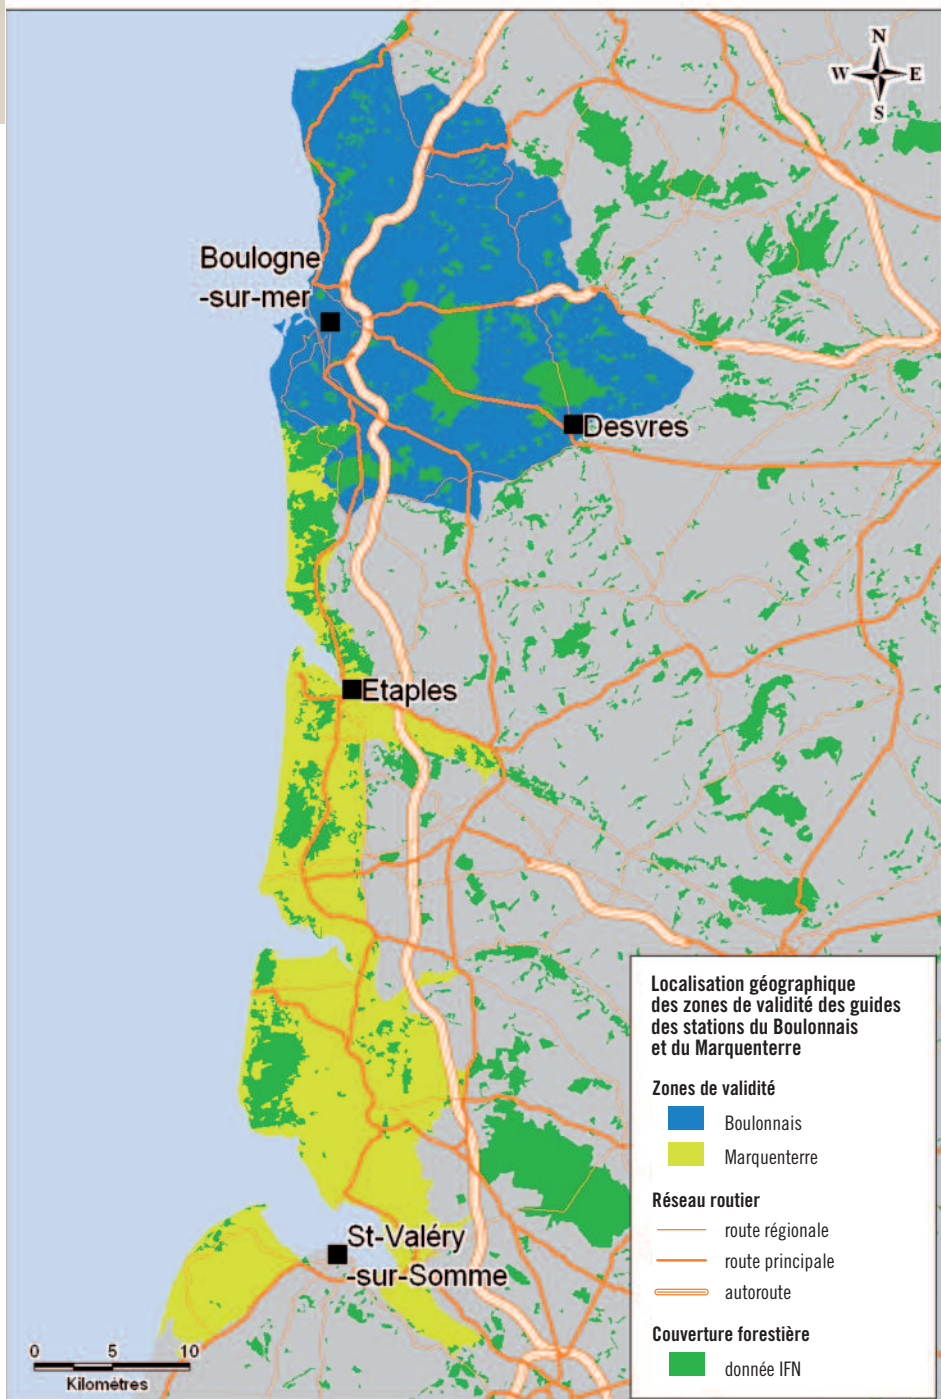 N
W E
S
Boulogne
-sur-mer
Desvres
Etaples
St-Valéry
-sur-Somme
0 5 10
Kilomètres
Localisation géographique
des zones de validité des guides
des stations du Boulonnais
et du Marquenterre
Zones de validité
Boulonnais
Marquenterre
Réseau routier
route régionale
route principale
autoroute
Couverture forestière
donnée IFN